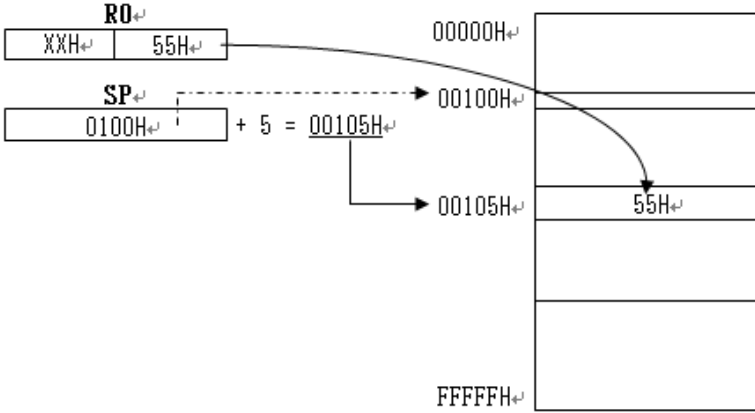 R0↵
XXH↵ 55H↵
SP↵
0100H↵ + 5 = 00105H↵
00000H↵
00100H↵
00105H↵ 55H↵
FFFFFH↵